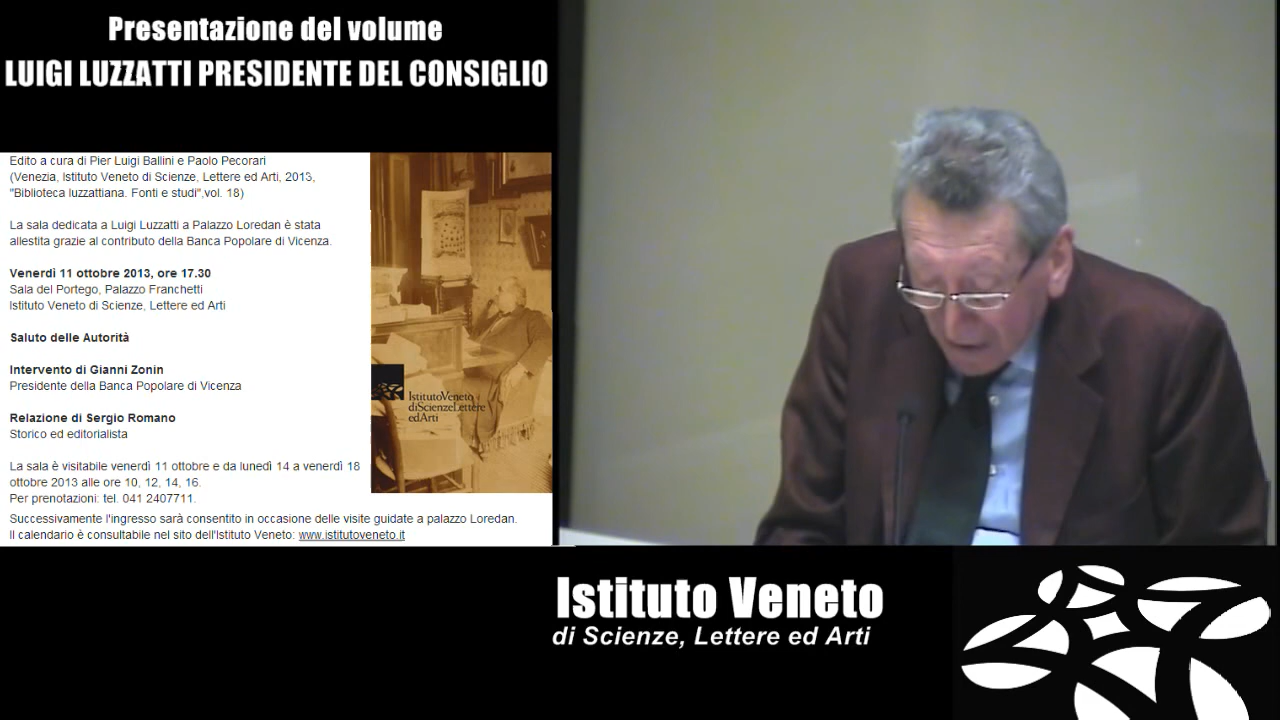 Presentazione del volume
LUIGI LUZZATTI PRESIDENTE DEL CONSIGLIO
Edito a cura di Pier Luigi Ballini e Paolo Pecorari
(Venezia, Istituto Veneto di Scienze, Lettere ed Arti, 2013,
"Biblioteca luzzattiana. Fonti e studi",vol. 18)
La sala dedicata a Luigi Luzzatti a Palazzo Loredan è stata
allestita grazie al contributo della Banca Popolare di Vicenza.
Venerdì 11 ottobre 2013, ore 17.30
Sala del Portego, Palazzo Franchetti
Istituto Veneto di Scienze, Lettere ed Arti
Saluto delle Autorità
Intervento di Gianni Zonin
Presidente della Banca Popolare di Vicenza
Relazione di Sergio Romano
Storico ed editorialista
La sala è visitabile venerdì 11 ottobre e da lunedì 14 a venerdì 18
ottobre 2013 alle ore 10, 12, 14, 16.
Per prenotazioni: tel. 041 2407711.
Successivamente l'ingresso sarà consentito in occasione delle visite guidate a palazzo Loredan.
Il calendario è consultabile nel sito dell'Istituto Veneto: www.istitutoveneto.it
IstitutoVeneto
diScienzeLettere
edArti
Istituto Veneto
di Scienze, Lettere ed Arti